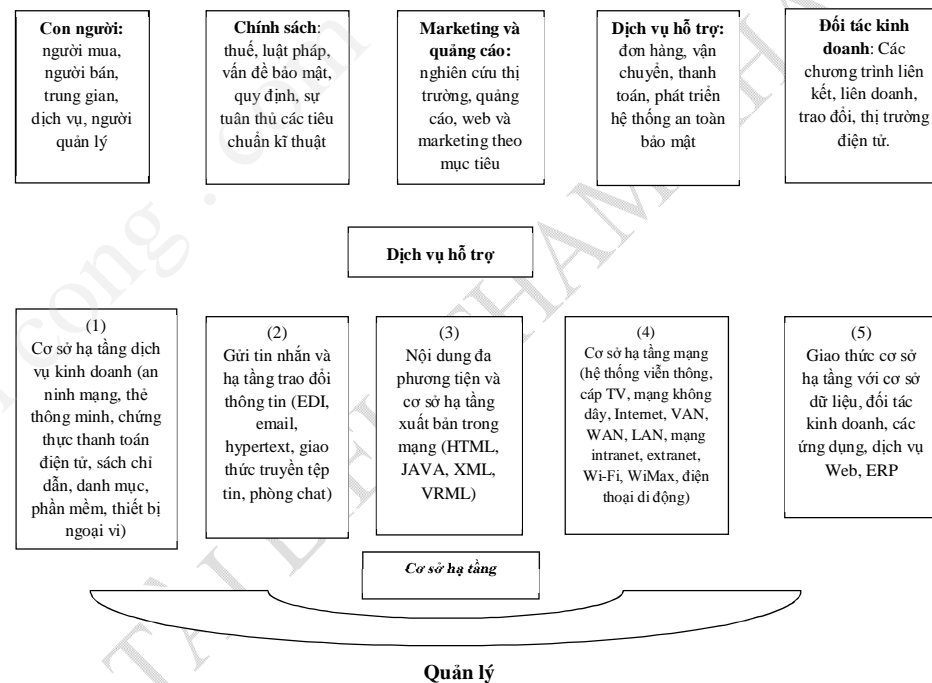 Con người:
người mua,
người bán,
trung gian,
dịch vụ, người
quản lý
Chính sách:
thuế, luật pháp,
vấn đề bảo mật,
quy định, sự
tuân thủ các tiêu
chuẩn kĩ thuật
Marketing và
quảng cáo:
nghiên cứu thị
trường, quảng
cáo, web và
marketing theo
mục tiêu
Dịch vụ hỗ trợ:
đơn hàng, vận
chuyển, thanh
toán, phát triển
hệ thống an toàn
bảo mật
Đối tác kinh
doanh: Các
chương trình liên
kết, liên doanh,
trao đổi, thị trường
điện tử.
Dịch vụ hỗ trợ
(1)
Cơ sở hạ tầng dịch
vụ kinh doanh (an
ninh mạng, thẻ
thông minh, chứng
thực thanh toán
điện tử, sách chỉ
dẫn, danh mục,
phần mềm, thiết bị
ngoại vi)
(2)
Gửi tin nhắn và
hạ tầng trao đổi
thông tin (EDI,
email,
hypertext, giao
thức truyền tệp
tin, phòng chat)
(3)
Nội dung đa
phương tiện và
cơ sở hạ tầng
xuất bản trong
mạng (HTML,
JAVA, XML,
VRML)
(4)
Cơ sở hạ tầng mạng
(hệ thống viễn thông,
cáp TV, mạng không
dây, Internet, VAN,
WAN, LAN, mạng
intranet, extranet,
Wi-Fi, WiMax, điện
thoại di động)
(5)
Giao thức cơ sở
hạ tầng với cơ sở
dữ liệu, đối tác
kinh doanh, các
ứng dụng, dịch vụ
Web, ERP
Cơ sở hạ tầng
Quản lý
cong . com
TÀI LIỆU THAM